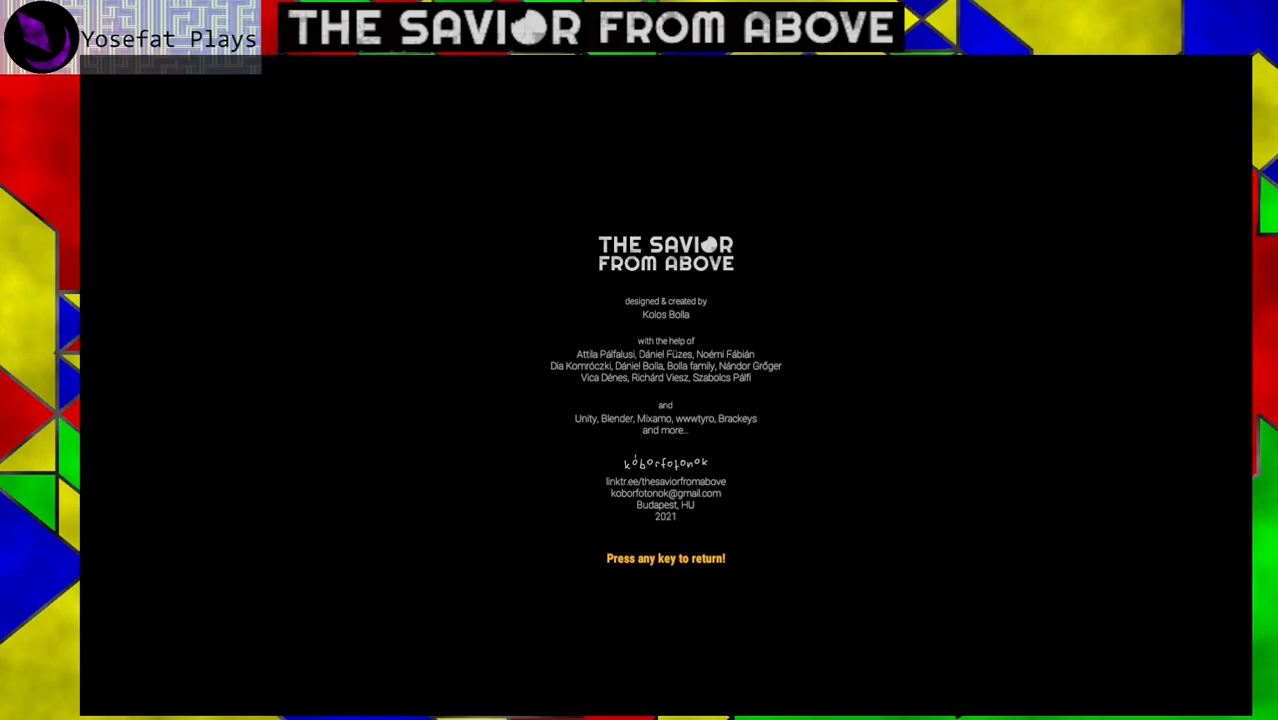 Yosefat Plays
THE SAVIOR FROM ABOVE
THE SAVIOR
FROM ABOVE
designed & created by
Kolos Bolla
with the help of
Attila Pálfalusi, Dániel Füzes, Noémi Fábián
Dia Komróczki, Dániel Bolla, Bolla family, Nándor Grőger
Vica Dénes, Richárd Viesz, Szabolcs Pálfi
and
Unity, Blender, Mixamo, wwwtyro, Brackeys
and more...
kóborfotonok
linktr.ee/thesaviorfromabove
koborfotonok@gmail.com
Budapest, HU
2021
Press any key to return!